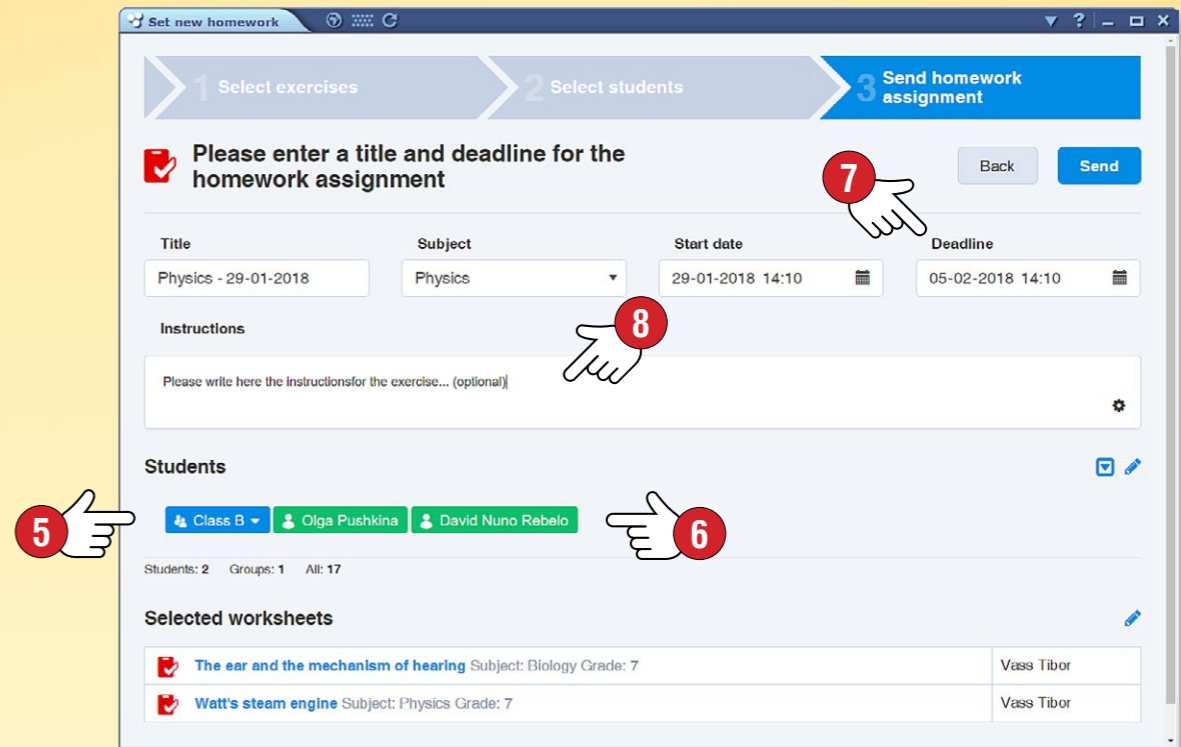 Set new homework
1 Select exercises
2 Select students
3 Send homework
assignment
Please enter a title and deadline for the
homework assignment
Back
Send
7
Title
Subject
Start date
Deadline
Physics - 29-01-2018
Physics
29-01-2018 14:10
05-02-2018 14:10
8
Instructions
Please write here the instructionsfor the exercise... (optional)
Students
5
Class B
Olga Pushkina
David Nuno Rebelo
6
Students: 2 Groups: 1 All: 17
Selected worksheets
The ear and the mechanism of hearing Subject: Biology Grade: 7
Vass Tibor
Watt's steam engine Subject: Physics Grade: 7
Vass Tibor